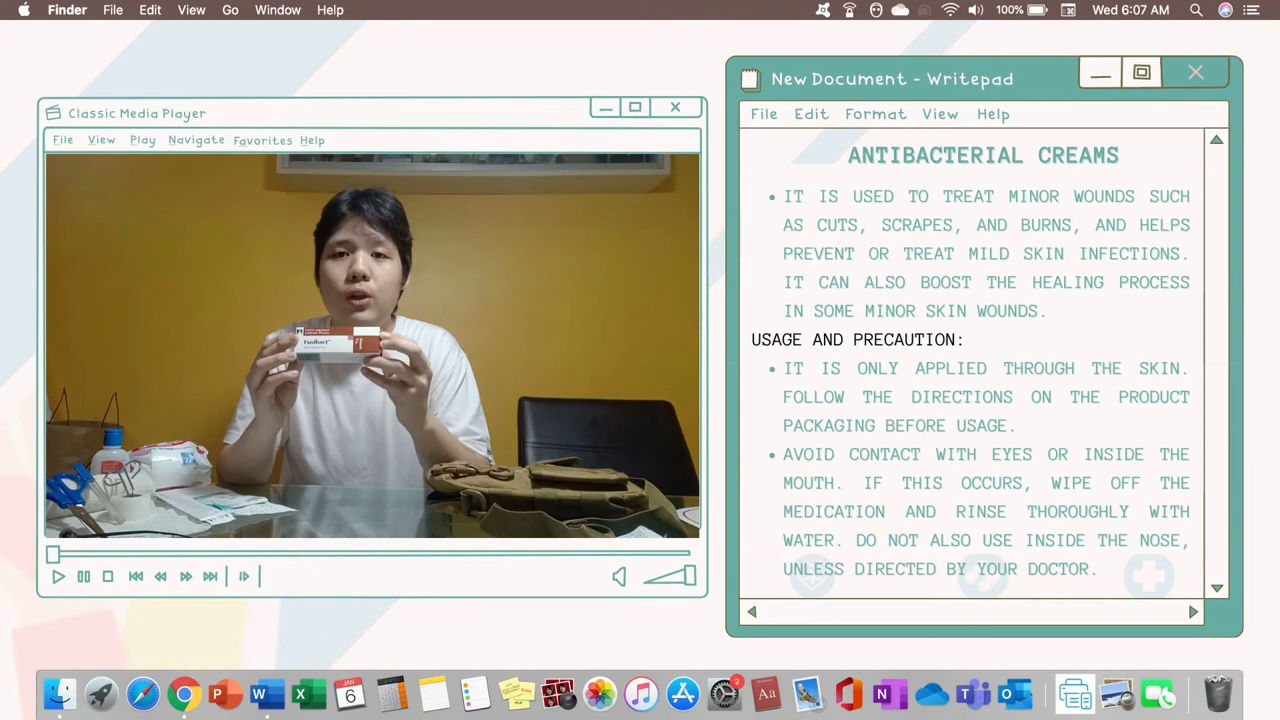 Finder File Edit View Go Window Help
100% Wed 6:07 AM
Classic Media Player
File View Play Navigate Favorites Help
Fusibact
New Document - Writepad
File Edit Format View Help
ANTIBACTERIAL CREAMS
• IT IS USED TO TREAT MINOR WOUNDS SUCH
AS CUTS, SCRAPES, AND BURNS, AND HELPS
PREVENT OR TREAT MILD SKIN INFECTIONS.
IT CAN ALSO BOOST THE HEALING PROCESS
IN SOME MINOR SKIN WOUNDS.
USAGE AND PRECAUTION:
• IT IS ONLY APPLIED THROUGH THE SKIN.
FOLLOW THE DIRECTIONS ON THE PRODUCT
PACKAGING BEFORE USAGE.
• AVOID CONTACT WITH EYES OR INSIDE THE
MOUTH. IF THIS OCCURS, WIPE OFF THE
MEDICATION AND RINSE THOROUGHLY WITH
WATER. DO NOT ALSO USE INSIDE THE NOSE,
UNLESS DIRECTED BY YOUR DOCTOR.
P W X JAN 6 2 Aa N T O